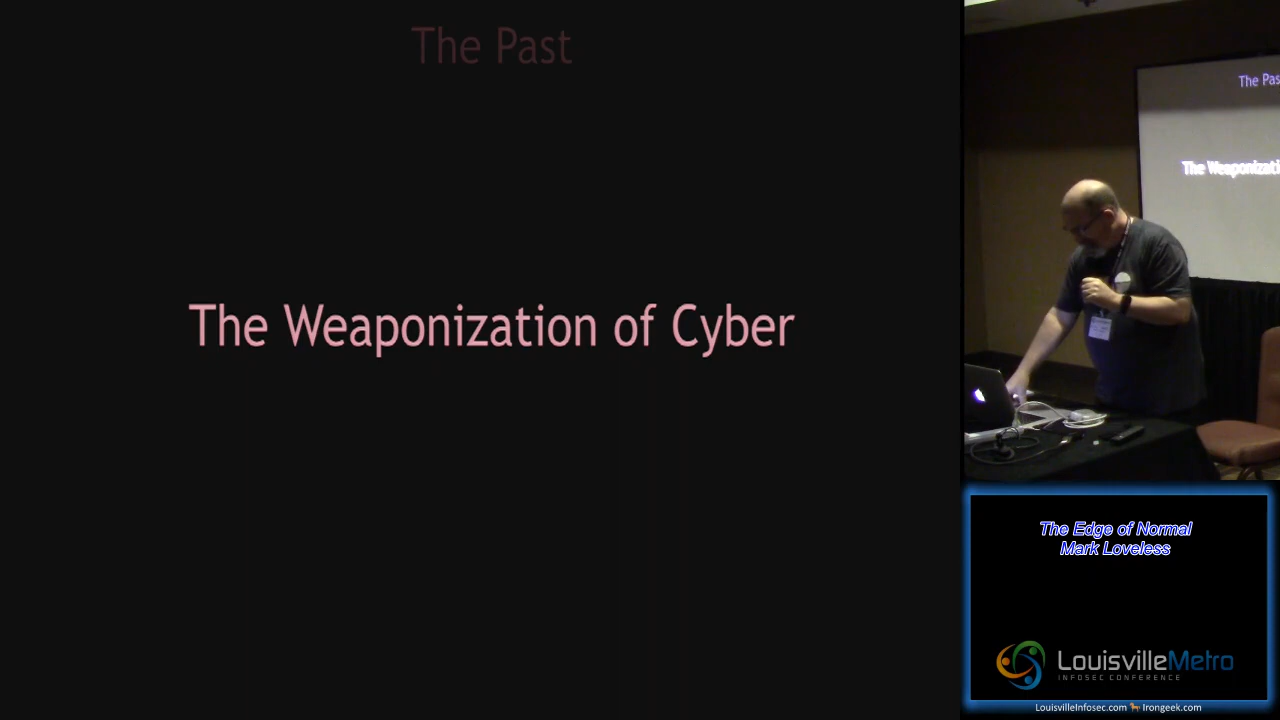 The Past
The Weaponization of Cyber
The Pas
The Weaponizati
The Edge of Normal
Mark Loveless
LouisvilleMetro
INFOSEC CONFERENCE
LouisvilleInfosec.com Irongeek.com